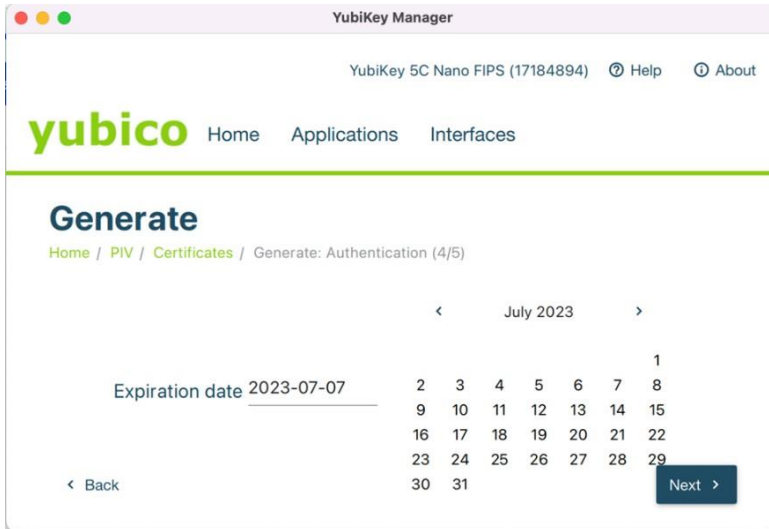 YubiKey Manager
YubiKey 5C Nano FIPS (17184894) Help About
yubico Home Applications Interfaces
Generate
Home / PIV / Certificates / Generate: Authentication (4/5)
‹ July 2023 ›
1
Expiration date 2023-07-07
2 3 4 5 6 7 8
9 10 11 12 13 14 15
16 17 18 19 20 21 22
23 24 25 26 27 28 29
30 31
‹ Back
Next ›